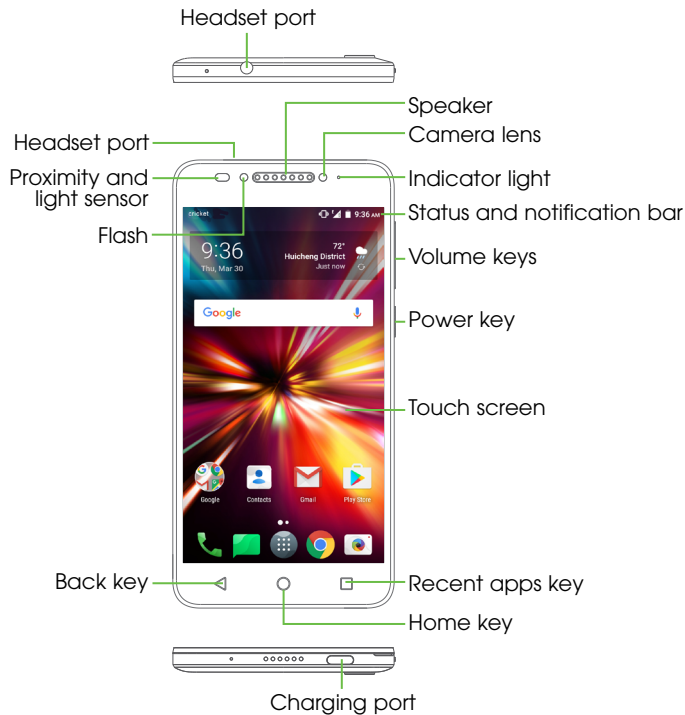 Headset port
Speaker
Headset port
Camera lens
Proximity and
light sensor
Indicator light
Flash
cricket
9:36 AM
Status and notification bar
9:36
Thu, Mar 30
72°
Huicheng District
Just now
Volume keys
Google
Power key
Touch screen
Google
Contacts
Gmail
Play Store
Back key
Recent apps key
Home key
Charging port